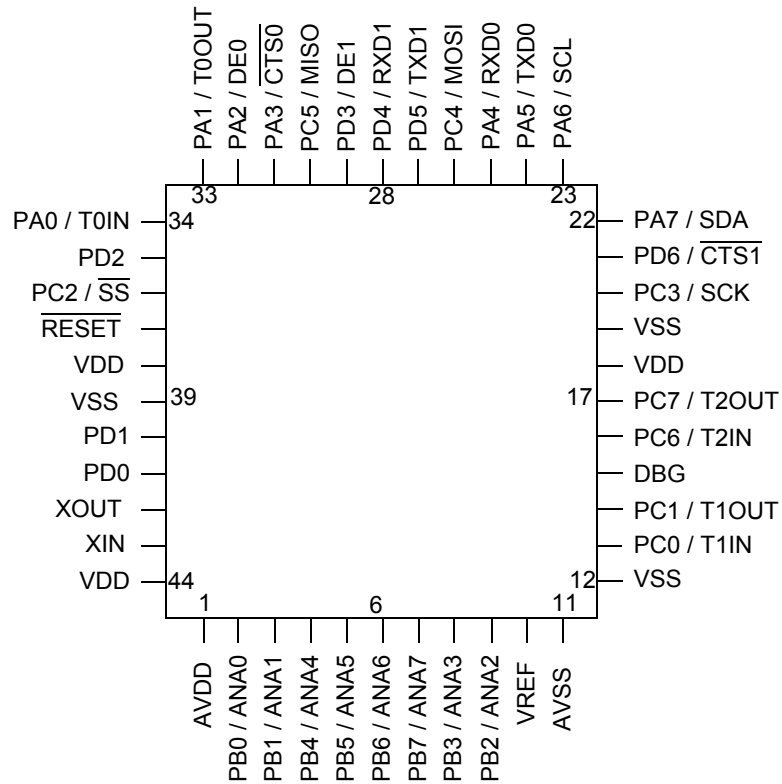 PA1 / T0OUT
PA2 / DE0
PA3 / C̅T̅S̅0̅
PC5 / MISO
PD3 / DE1
PD4 / RXD1
PD5 / TXD1
PC4 / MOSI
PA4 / RXD0
PA5 / TXD0
PA6 / SCL
33
28
23
PA0 / T0IN
34
22
PA7 / SDA
PD2
PD6 / C̅T̅S̅1̅
PC2 / S̅S̅
PC3 / SCK
R̅E̅S̅E̅T̅
VSS
VDD
VDD
VSS
39
17
PC7 / T2OUT
PD1
PC6 / T2IN
PD0
DBG
XOUT
PC1 / T1OUT
XIN
PC0 / T1IN
VDD
44
12
VSS
1
6
11
AVDD
PB0 / ANA0
PB1 / ANA1
PB4 / ANA4
PB5 / ANA5
PB6 / ANA6
PB7 / ANA7
PB3 / ANA3
PB2 / ANA2
VREF
AVSS